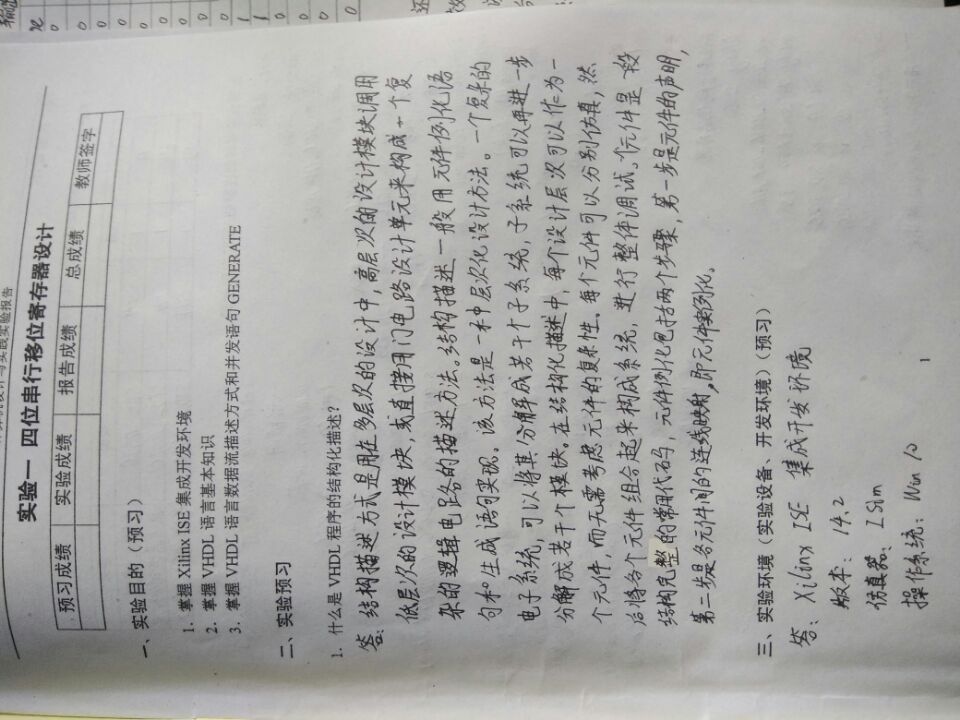 算机设计与实践实验报告
实验一 四位串行移位寄存器设计
预习成绩 实验成绩 报告成绩 总成绩 教师签字
一、实验目的（预习）
1．掌握 Xilinx ISE 集成开发环境
2．掌握 VHDL 语言基本知识
3．掌握 VHDL 语言数据流描述方式和并发语句 GENERATE
二、实验预习
1．什么是 VHDL 程序的结构化描述？
答：结构描述方式是用在多层次的设计中，高层次的设计模块调用
低层次的设计模块，或直接用门电路设计单元来构成一个复
杂的逻辑电路的描述方法。结构描述一般用元件例化语
句和生成语句实现。该方法是一种层次化设计方法。一个复杂的
电子系统，可以将其分解成若干个子系统，子系统可以再进一步
分解成若干个模块。在结构化描述中，每个设计层次可以作为一
个元件，而无需考虑元件的复杂性。每个元件可以分别仿真，然
后将各个元件组合起来构成系统，进行整体调试。个元件是一段
结构完整的常用代码，元件例化包括两个步骤，第一步是元件的声明，
第二步是各元件间的连线映射，即元件实例化。
三、实验环境（实验设备、开发环境）（预习）
答：Xilinx ISE 集成开发环境
版本：14.2
仿真器：ISim
操作系统：Win 10
1